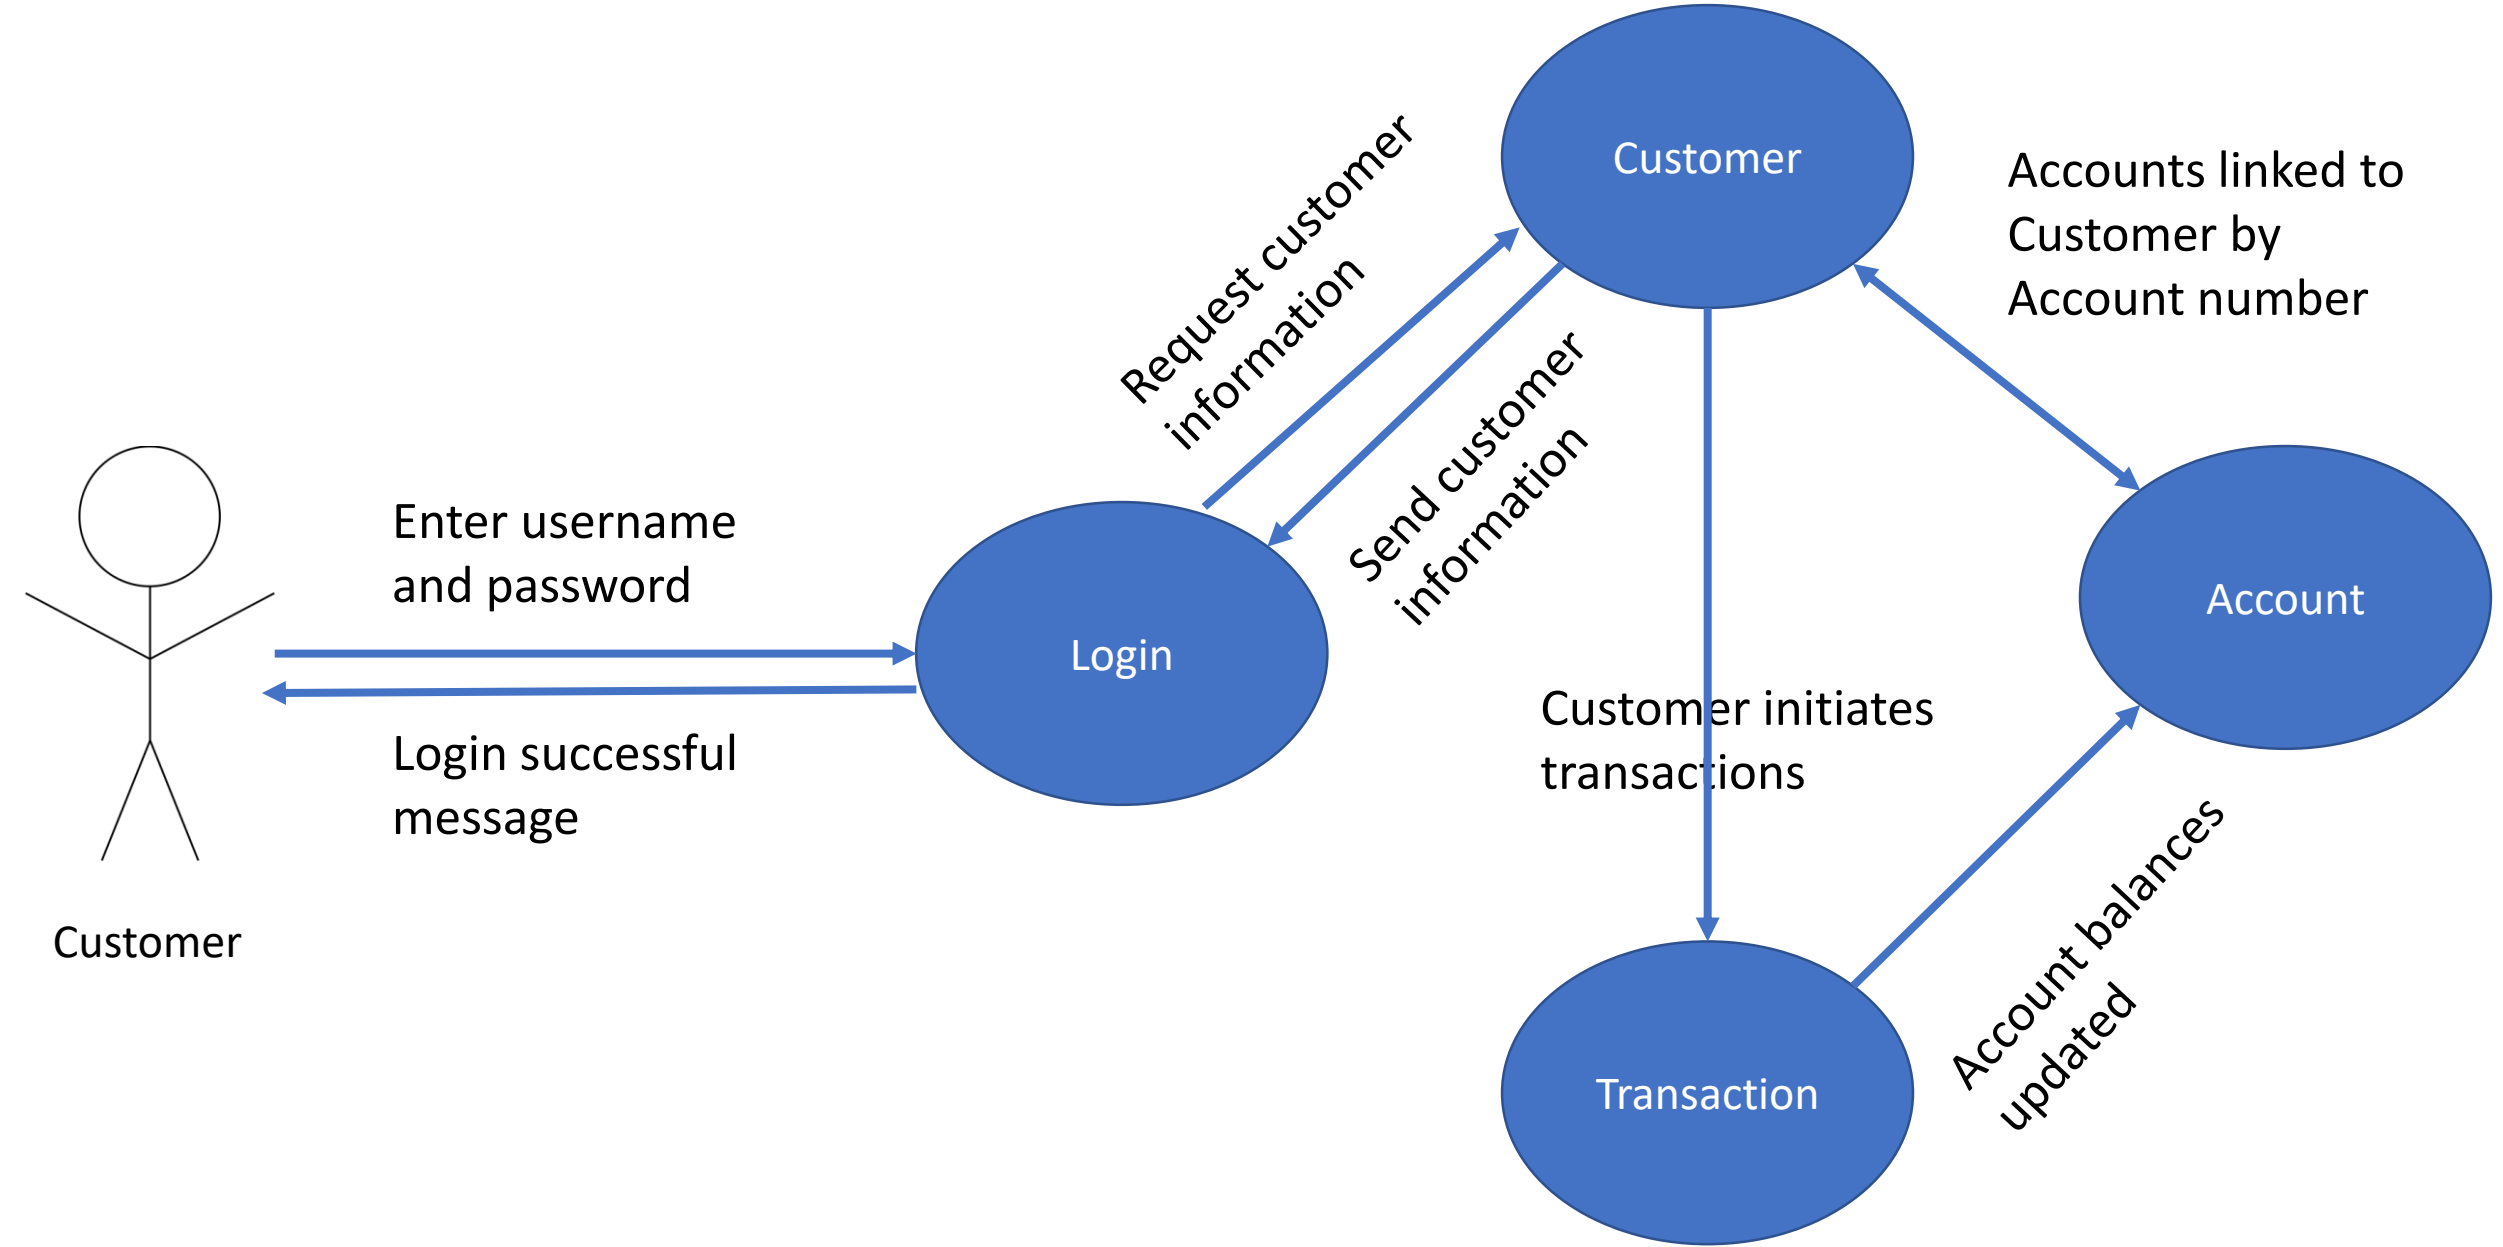 Customer
Accounts linked to
Customer by
Account number
Request customer
information
Send customer
information
Enter username
and password
Login
Account
Customer initiates
transactions
Login successful
message
Customer
Account balances
updated
Transaction